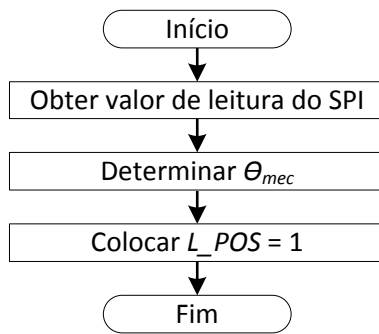 Início
Obter valor de leitura do SPI
Determinar Θmec
Colocar L_POS = 1
Fim